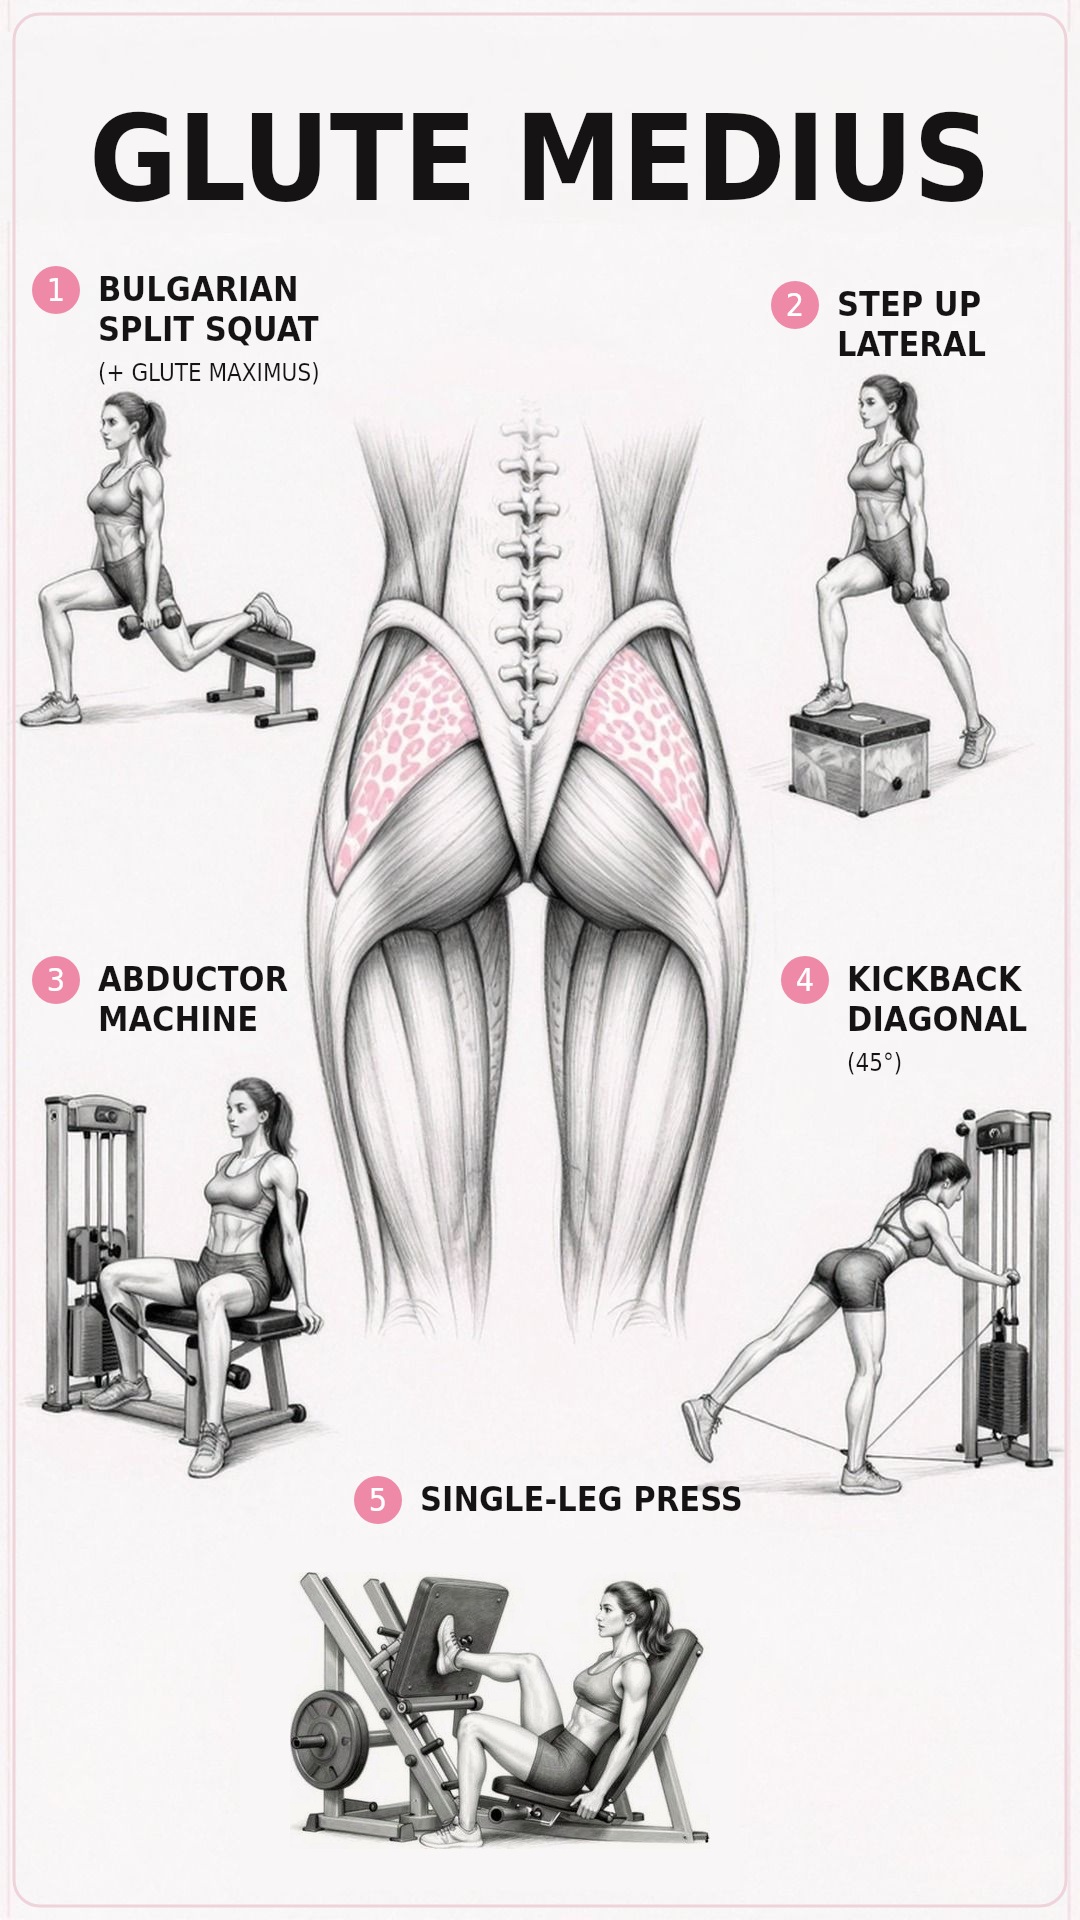 GLUTE MEDIUS
1 BULGARIAN
SPLIT SQUAT
(+ GLUTE MAXIMUS)
2 STEP UP
LATERAL
3 ABDUCTOR
MACHINE
4 KICKBACK
DIAGONAL
(45°)
5 SINGLE-LEG PRESS